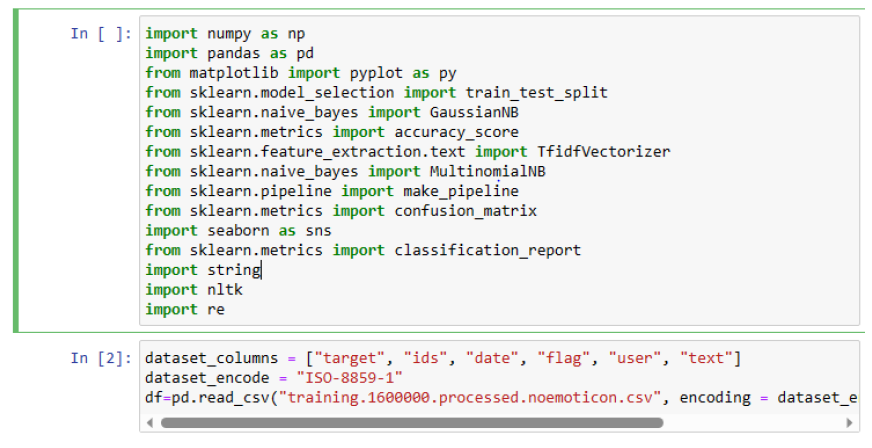 In [ ]: import numpy as np
import pandas as pd
from matplotlib import pyplot as py
from sklearn.model_selection import train_test_split
from sklearn.naive_bayes import GaussianNB
from sklearn.metrics import accuracy_score
from sklearn.feature_extraction.text import TfidfVectorizer
from sklearn.naive_bayes import MultinomialNB
from sklearn.pipeline import make_pipeline
from sklearn.metrics import confusion_matrix
import seaborn as sns
from sklearn.metrics import classification_report
import string
import nltk
import re
In [2]: dataset_columns = ["target", "ids", "date", "flag", "user", "text"]
dataset_encode = "ISO-8859-1"
df=pd.read_csv("training.1600000.processed.noemoticon.csv", encoding = dataset_e